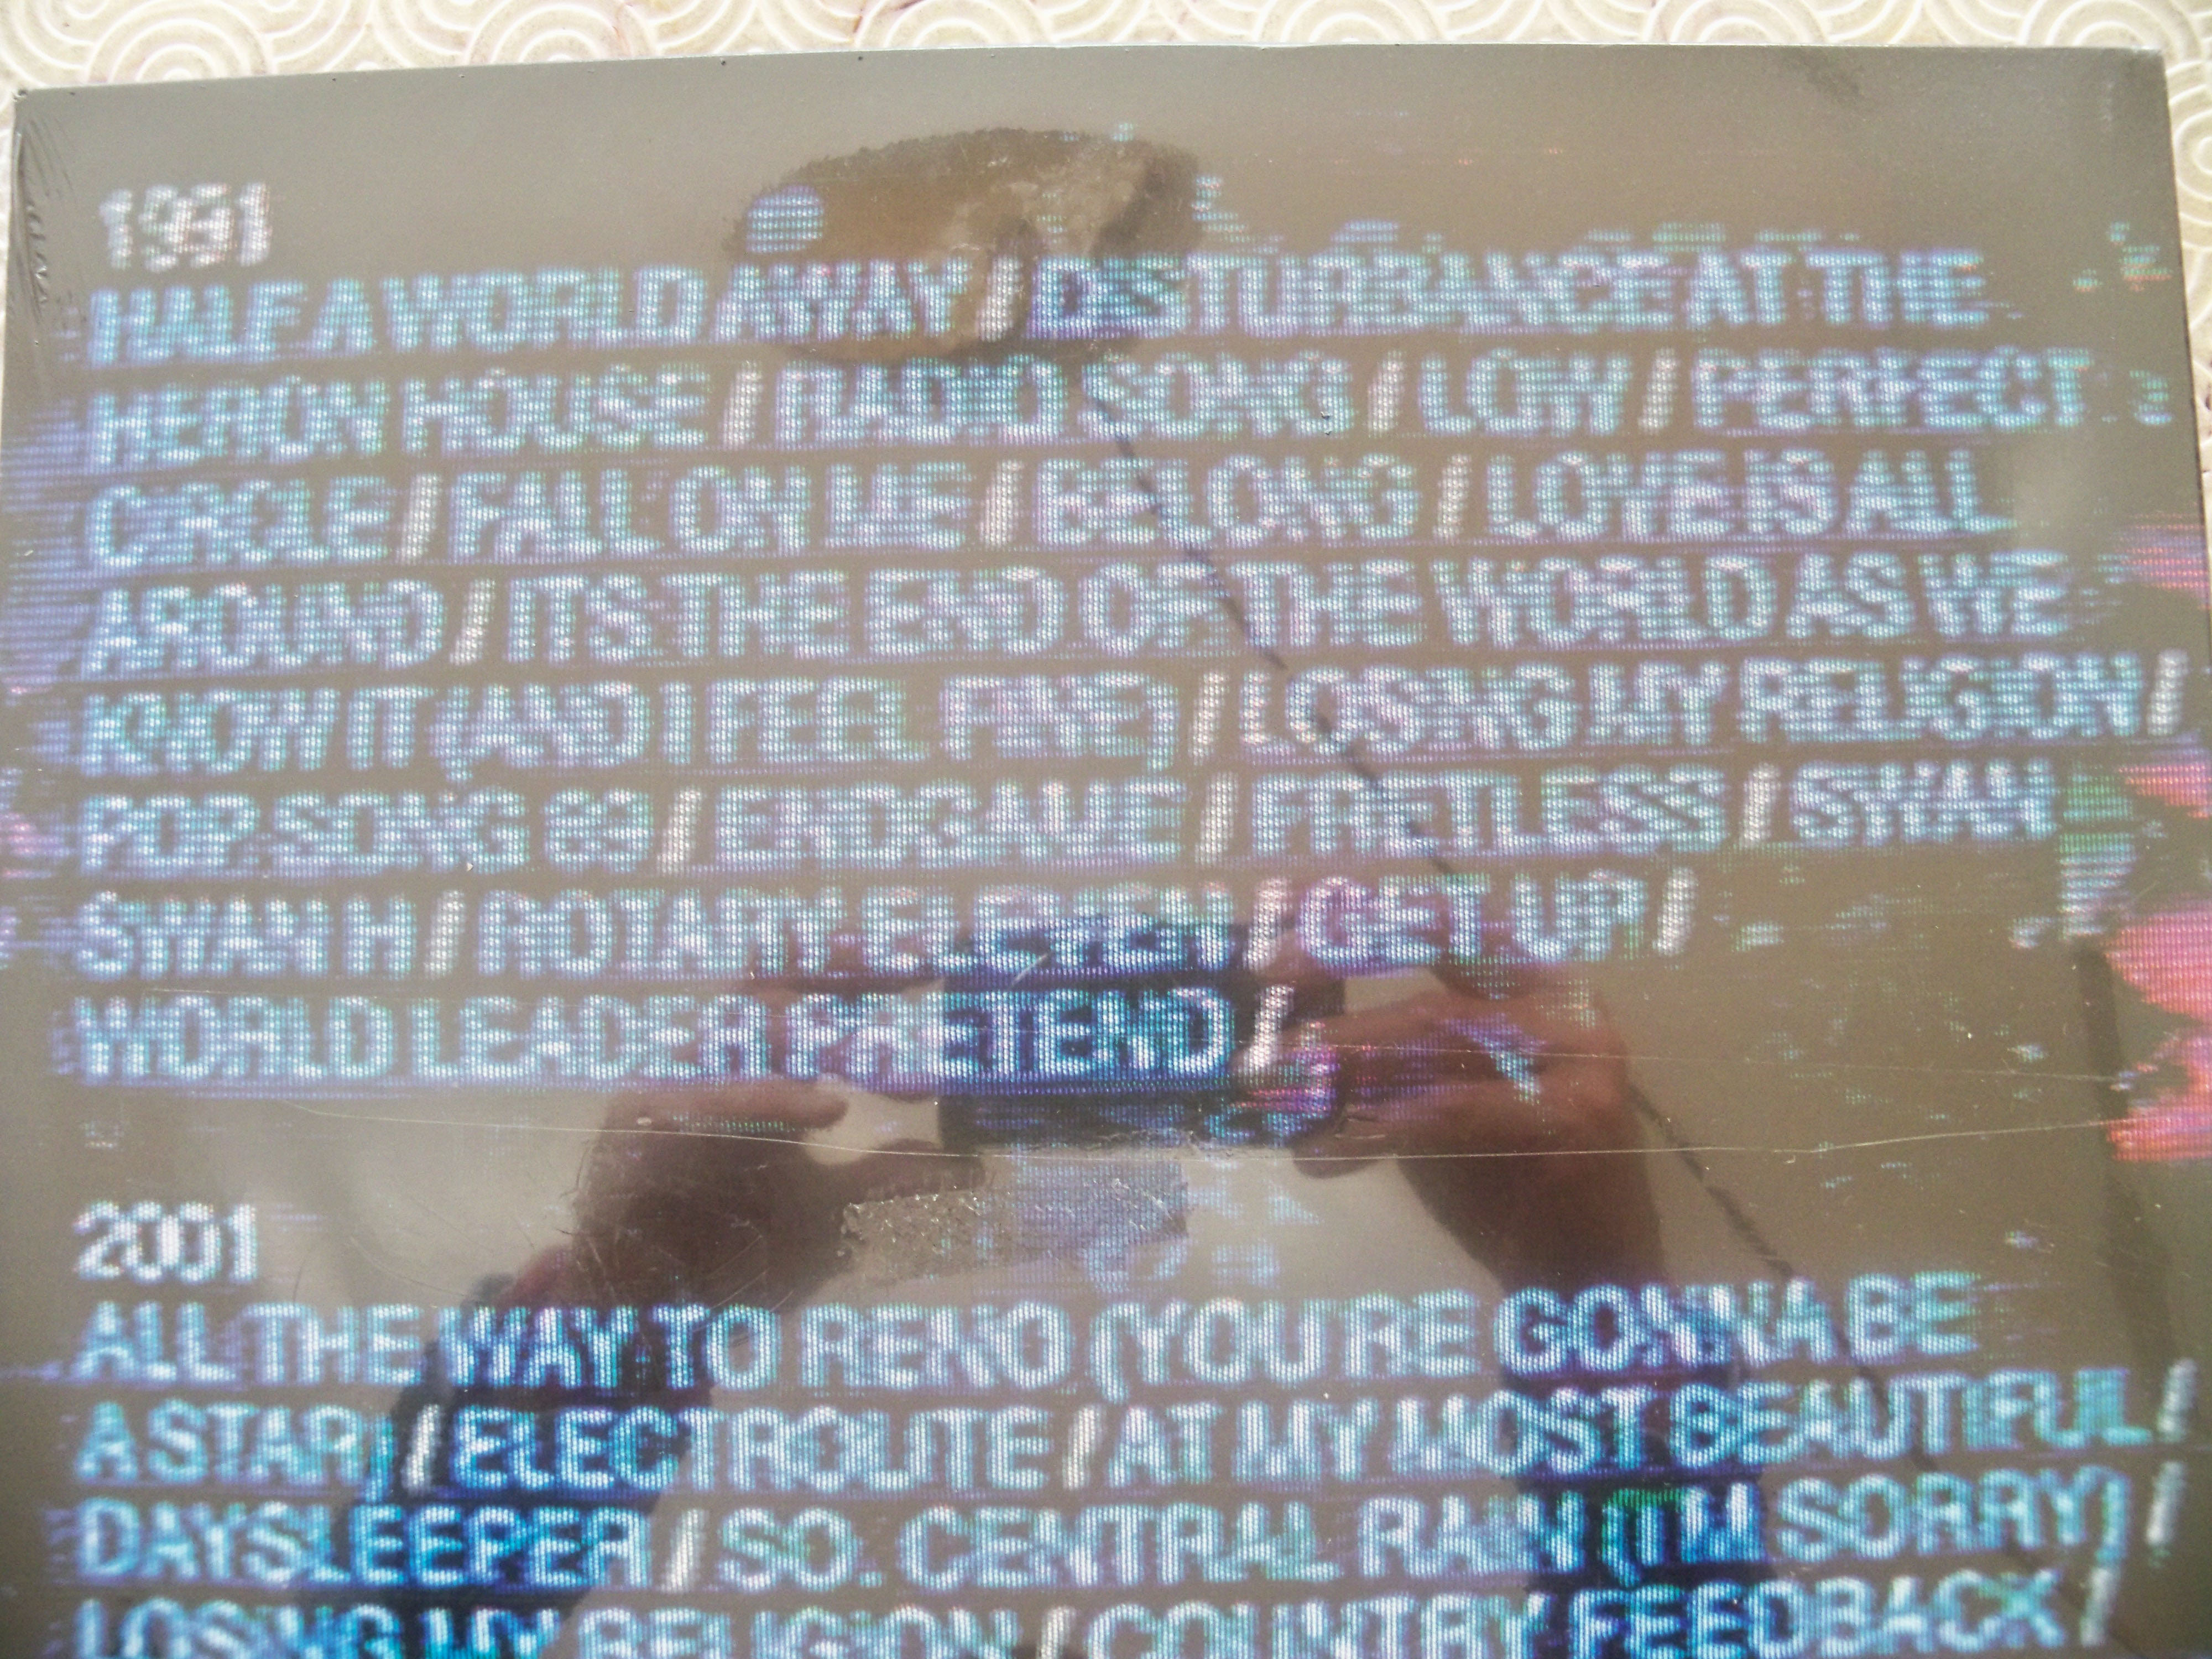 1991
HALF A WORLD AWAY / DISTURBANCE AT THE
HERON HOUSE / RADIO SONG / LOW / PERFECT
CIRCLE / FALL ON ME / BELONG / LOVE IS ALL
AROUND / ITS THE END OF THE WORLD AS WE
KNOW IT (AND I FEEL FINE) / LOSING MY RELIGION /
POP SONG 89 / ENDGAME / FRETLESS / SWAN
SWAN H / ROTARY ELEVEN / GET UP /
WORLD LEADER PRETEND /
2001
ALL THE WAY TO RENO (YOU'RE GONNA BE
A STAR) / ELECTROLITE / AT MY MOST BEAUTIFUL /
DAYSLEEPER / SO. CENTRAL RAIN (I'M SORRY) /
LOSING MY RELIGION / COUNTRY FEEDBACK /